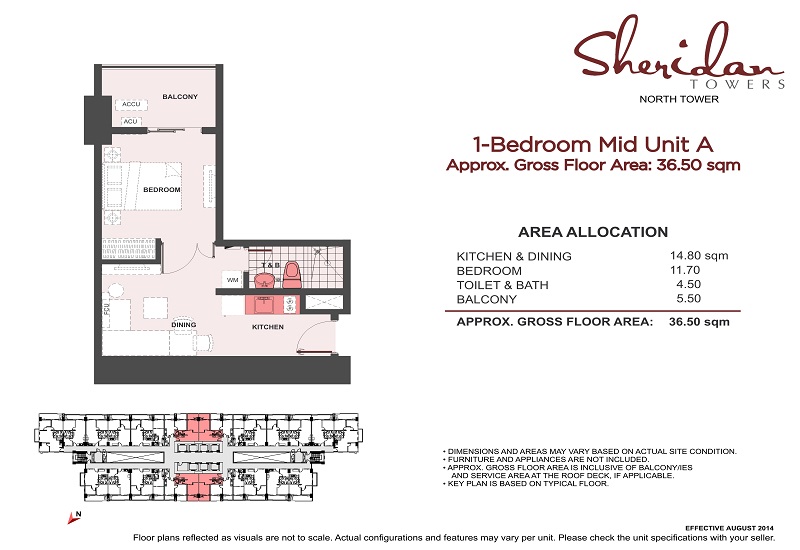 Sheridan
TOWERS
NORTH TOWER
1-Bedroom Mid Unit A
Approx. Gross Floor Area: 36.50 sqm
AREA ALLOCATION
KITCHEN & DINING 14.80 sqm
BEDROOM 11.70
TOILET & BATH 4.50
BALCONY 5.50
APPROX. GROSS FLOOR AREA: 36.50 sqm
BALCONY
ACCU
ACU
BEDROOM
T & B
WM
FCU
DINING
KITCHEN
• DIMENSIONS AND AREAS MAY VARY BASED ON ACTUAL SITE CONDITION.
• FURNITURE AND APPLIANCES ARE NOT INCLUDED.
• APPROX. GROSS FLOOR AREA IS INCLUSIVE OF BALCONY/IES
AND SERVICE AREA AT THE ROOF DECK, IF APPLICABLE.
• KEY PLAN IS BASED ON TYPICAL FLOOR.
N
EFFECTIVE AUGUST 2014
Floor plans reflected as visuals are not to scale. Actual configurations and features may vary per unit. Please check the unit specifications with your seller.